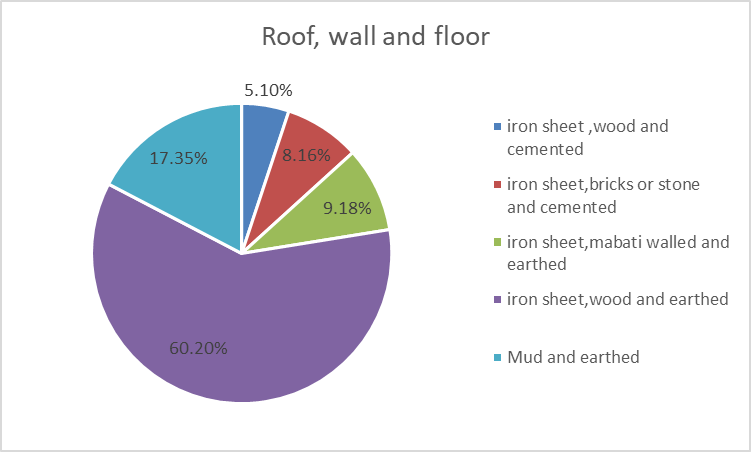 Roof, wall and floor
5.10%
8.16%
9.18%
60.20%
17.35%
iron sheet ,wood and
cemented
iron sheet,bricks or stone
and cemented
iron sheet,mabati walled and
earthed
iron sheet,wood and earthed
Mud and earthed